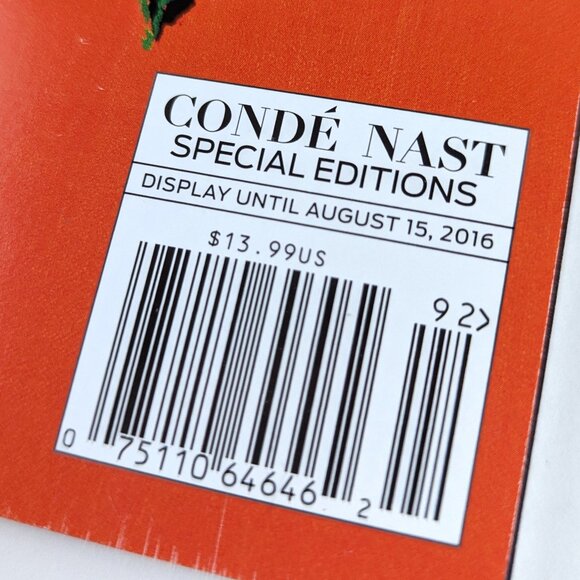 CONDÉ NAST
SPECIAL EDITIONS
DISPLAY UNTIL AUGUST 15, 2016
$13.99US
92>
0 75110 64646 2